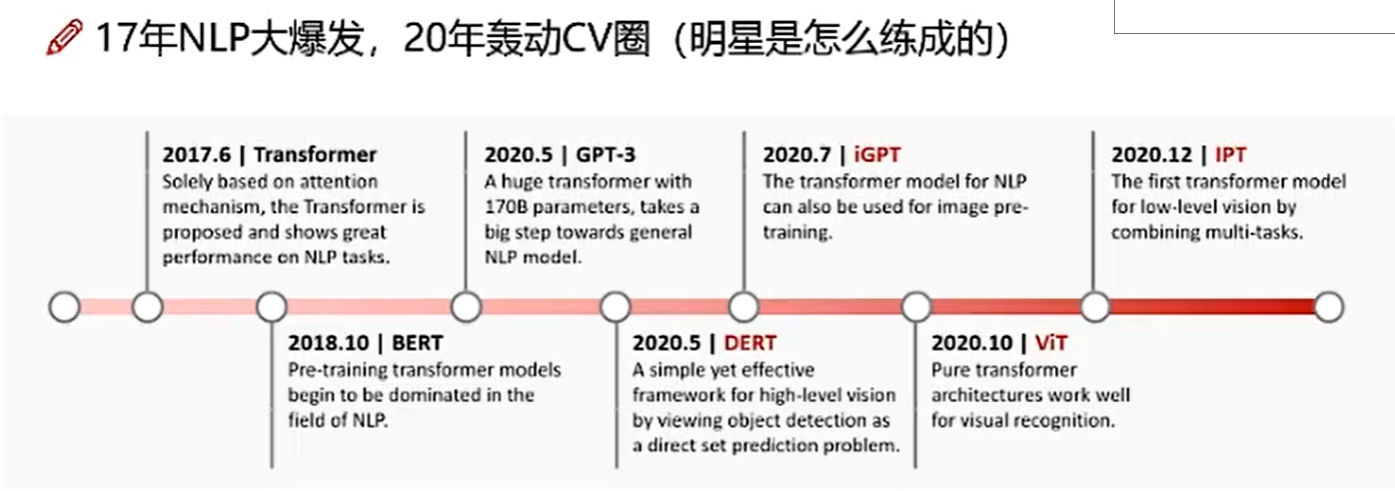 17年NLP大爆发，20年轰动CV圈（明星是怎么练成的）
2017.6 | Transformer
Solely based on attention
mechanism, the Transformer is
proposed and shows great
performance on NLP tasks.
2020.5 | GPT-3
A huge transformer with
170B parameters, takes a
big step towards general
NLP model.
2020.7 | iGPT
The transformer model for NLP
can also be used for image pre-
training.
2020.12 | IPT
The first transformer model
for low-level vision by
combining multi-tasks.
2018.10 | BERT
Pre-training transformer models
begin to be dominated in the
field of NLP.
2020.5 | DERT
A simple yet effective
framework for high-level vision
by viewing object detection as
a direct set prediction problem.
2020.10 | ViT
Pure transformer
architectures work well
for visual recognition.